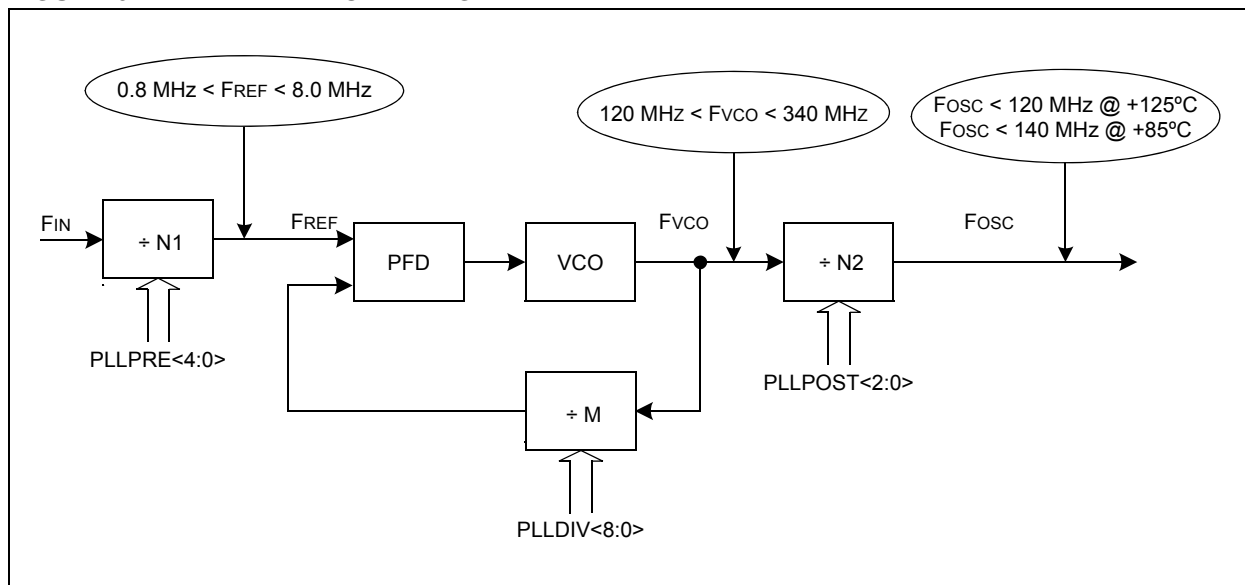 0.8 MHz < FREF < 8.0 MHz
120 MHZ < FVCO < 340 MHZ
FOSC < 120 MHz @ +125ºC
FOSC < 140 MHz @ +85ºC
FIN
÷ N1
FREF
PFD
VCO
FVCO
÷ N2
FOSC
PLLPRE<4:0>
PLLPOST<2:0>
÷ M
PLLDIV<8:0>